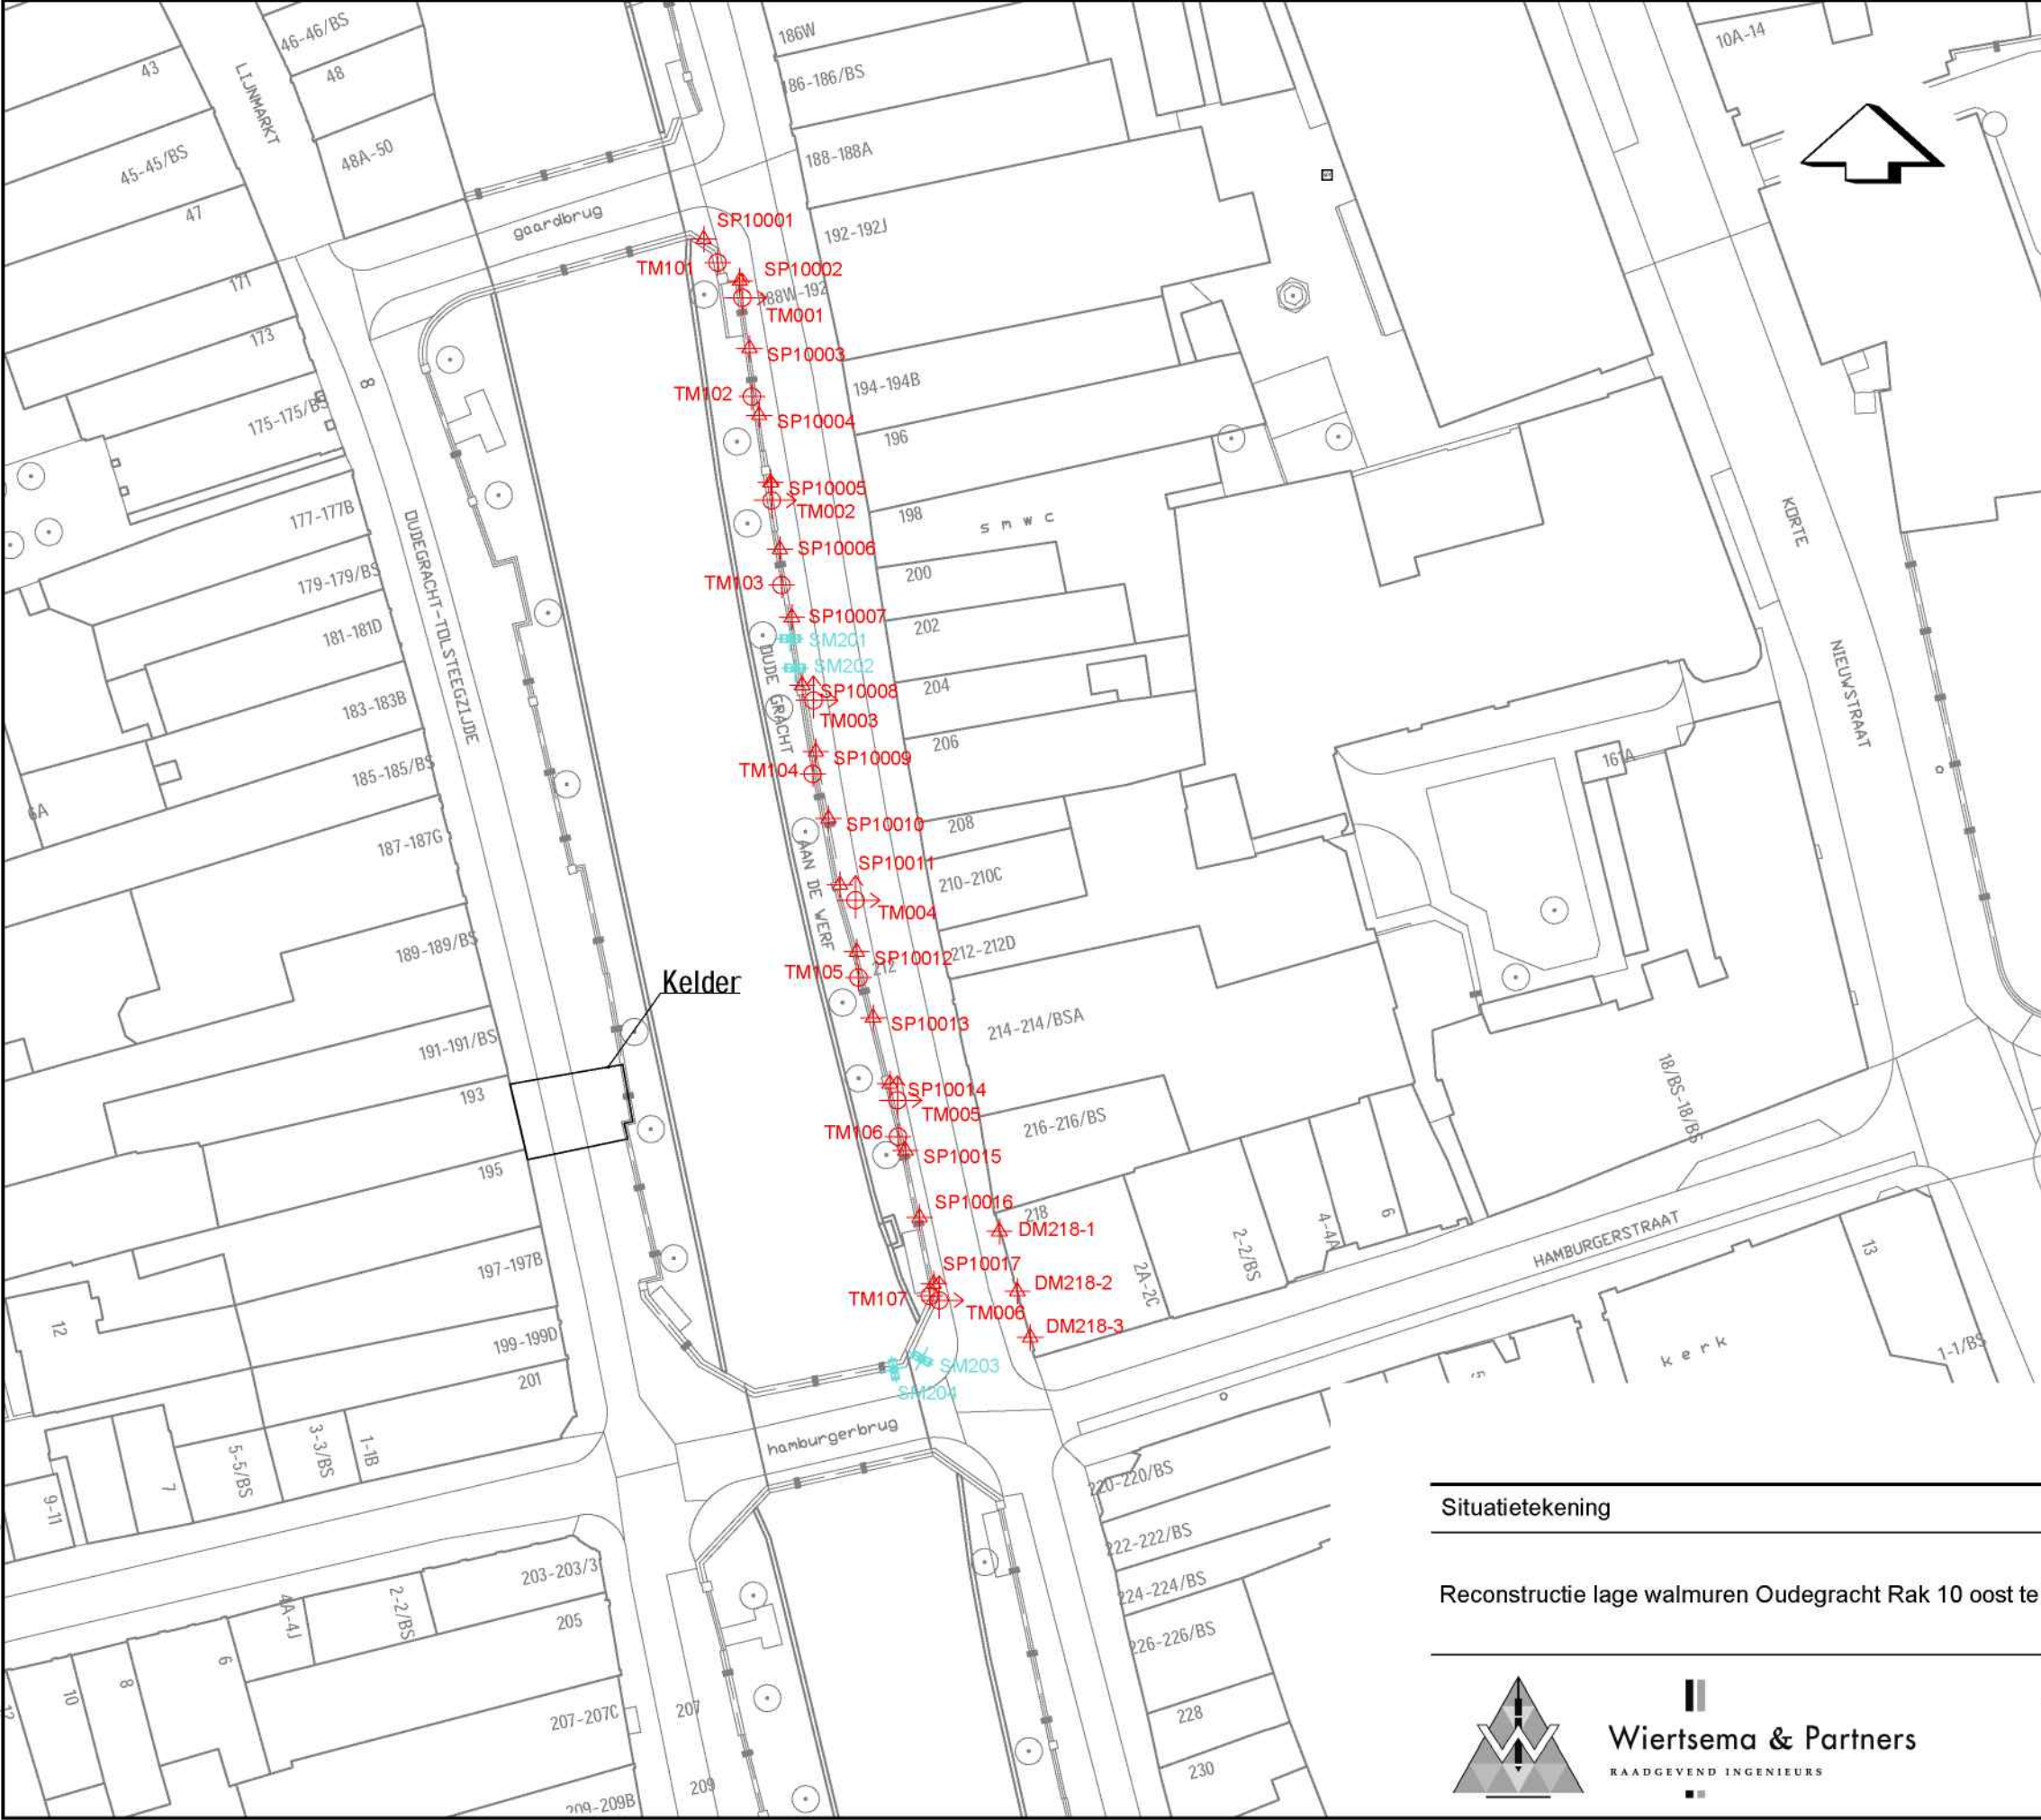 46-46/BS
48
43
LIJNMARKT
48A-50
45-45/BS
47
186W
186-186/BS
188-188A
10A-14
gaardbrug
192-192J
SP10001
TM101
SP10002
188W-192
TM001
171
173
8
SP10003
194-194B
TM102
SP10004
175-175/BS
196
SP10005
TM002
198
smwc
177-177B
OUDEGRACHT-TOLSTEEGZIJDE
KORTE
NIEUWSTRAAT
SP10006
TM103
200
179-179/BS
SP10007
202
181-181D
SM201
SM202
OUDE GRACHT
AAN DE WERF
SP10008
204
TM003
183-183B
206
SP10009
TM104
161A
185-185/BS
6A
SP10010
208
187-187G
SP10011
210-210C
TM004
189-189/BS
SP10012
212-212D
TM105
212
Kelder
SP10013
214-214/BSA
191-191/BS
193
SP10014
TM005
216-216/BS
18/BS-18/BS
TM106
SP10015
195
SP10016
218
DM218-1
2-2/BS
4-4A
6
HAMBURGERSTRAAT
13
197-197B
SP10017
DM218-2
2A-2C
TM107
TM006
DM218-3
12
199-199D
kerk
1-1/BS
5
201
SM203
SM204
hamburgerbrug
9-11
7
5-5/BS
3-3/BS
1-1B
220-220/BS
222-222/BS
224-224/BS
226-226/BS
228
230
203-203/3
205
4A-4J
2-2/BS
6
8
10
12
207-207C
207
209
209-209B
Situatietekening
Reconstructie lage walmuren Oudegracht Rak 10 oost te
Wiertsema & Partners
RAADGEVEND INGENIEURS